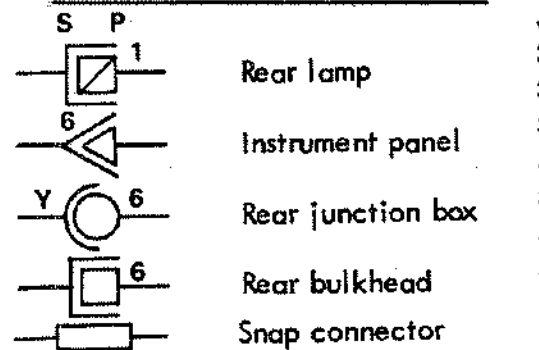 S P
1 Rear lamp
6 Instrument panel
Y 6 Rear junction box
6 Rear bulkhead
Snap connector